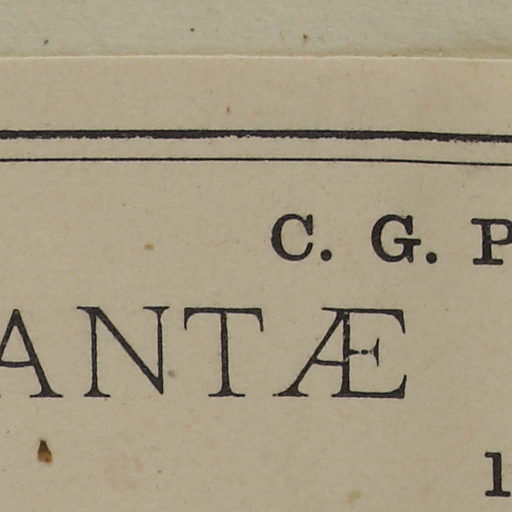 C. G. P
ANTÆ
1